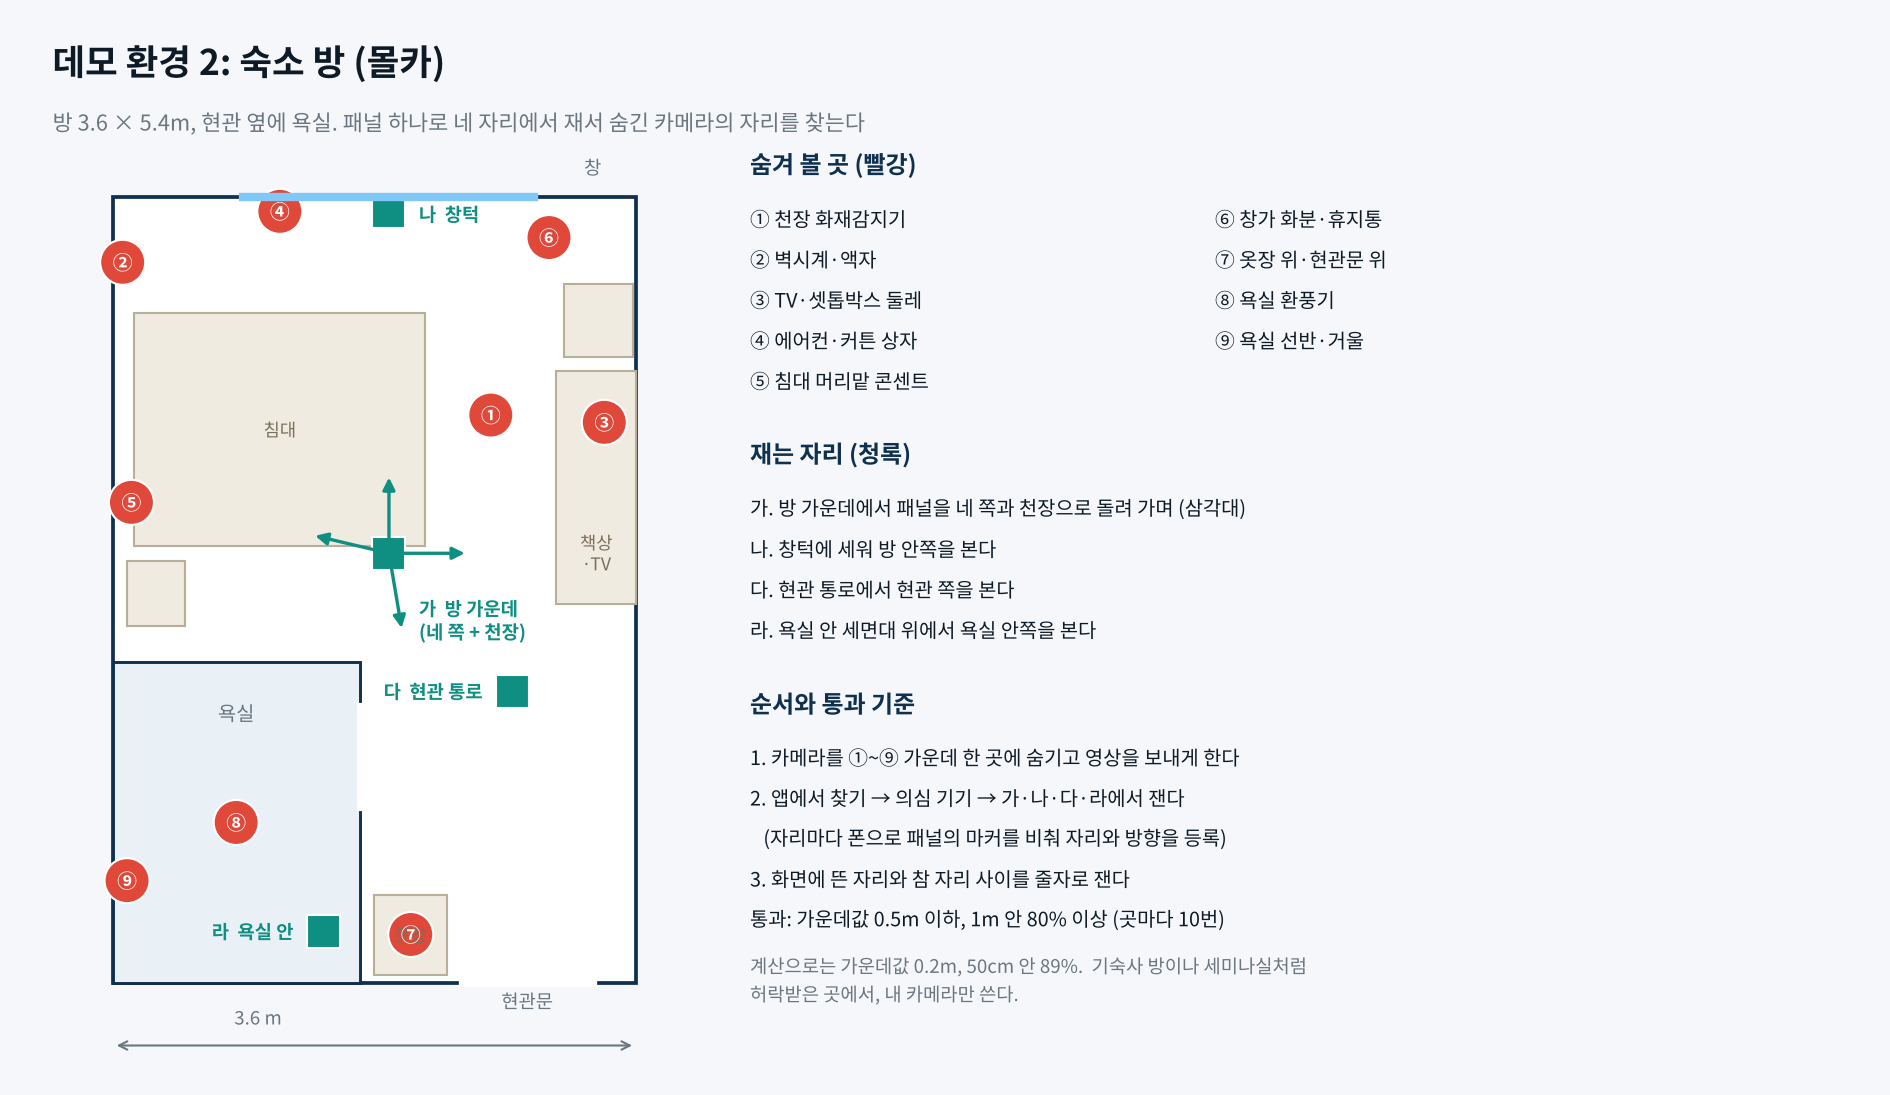 데모 환경 2: 숙소 방 (몰카)
방 3.6 × 5.4m, 현관 옆에 욕실. 패널 하나로 네 자리에서 재서 숨긴 카메라의 자리를 찾는다
창
④
나 창턱
⑥
②
침대
①
③
⑤
책상
·TV
가 방 가운데
(네 쪽 + 천장)
다 현관 통로
욕실
⑧
⑨
라 욕실 안
⑦
현관문
3.6 m
숨겨 볼 곳 (빨강)
① 천장 화재감지기
② 벽시계·액자
③ TV·셋톱박스 둘레
④ 에어컨·커튼 상자
⑤ 침대 머리맡 콘센트
⑥ 창가 화분·휴지통
⑦ 옷장 위·현관문 위
⑧ 욕실 환풍기
⑨ 욕실 선반·거울
재는 자리 (청록)
가. 방 가운데에서 패널을 네 쪽과 천장으로 돌려 가며 (삼각대)
나. 창턱에 세워 방 안쪽을 본다
다. 현관 통로에서 현관 쪽을 본다
라. 욕실 안 세면대 위에서 욕실 안쪽을 본다
순서와 통과 기준
1. 카메라를 ①~⑨ 가운데 한 곳에 숨기고 영상을 보내게 한다
2. 앱에서 찾기 → 의심 기기 → 가·나·다·라에서 잰다
(자리마다 폰으로 패널의 마커를 비춰 자리와 방향을 등록)
3. 화면에 뜬 자리와 참 자리 사이를 줄자로 잰다
통과: 가운데값 0.5m 이하, 1m 안 80% 이상 (곳마다 10번)
계산으로는 가운데값 0.2m, 50cm 안 89%. 기숙사 방이나 세미나실처럼
허락받은 곳에서, 내 카메라만 쓴다.